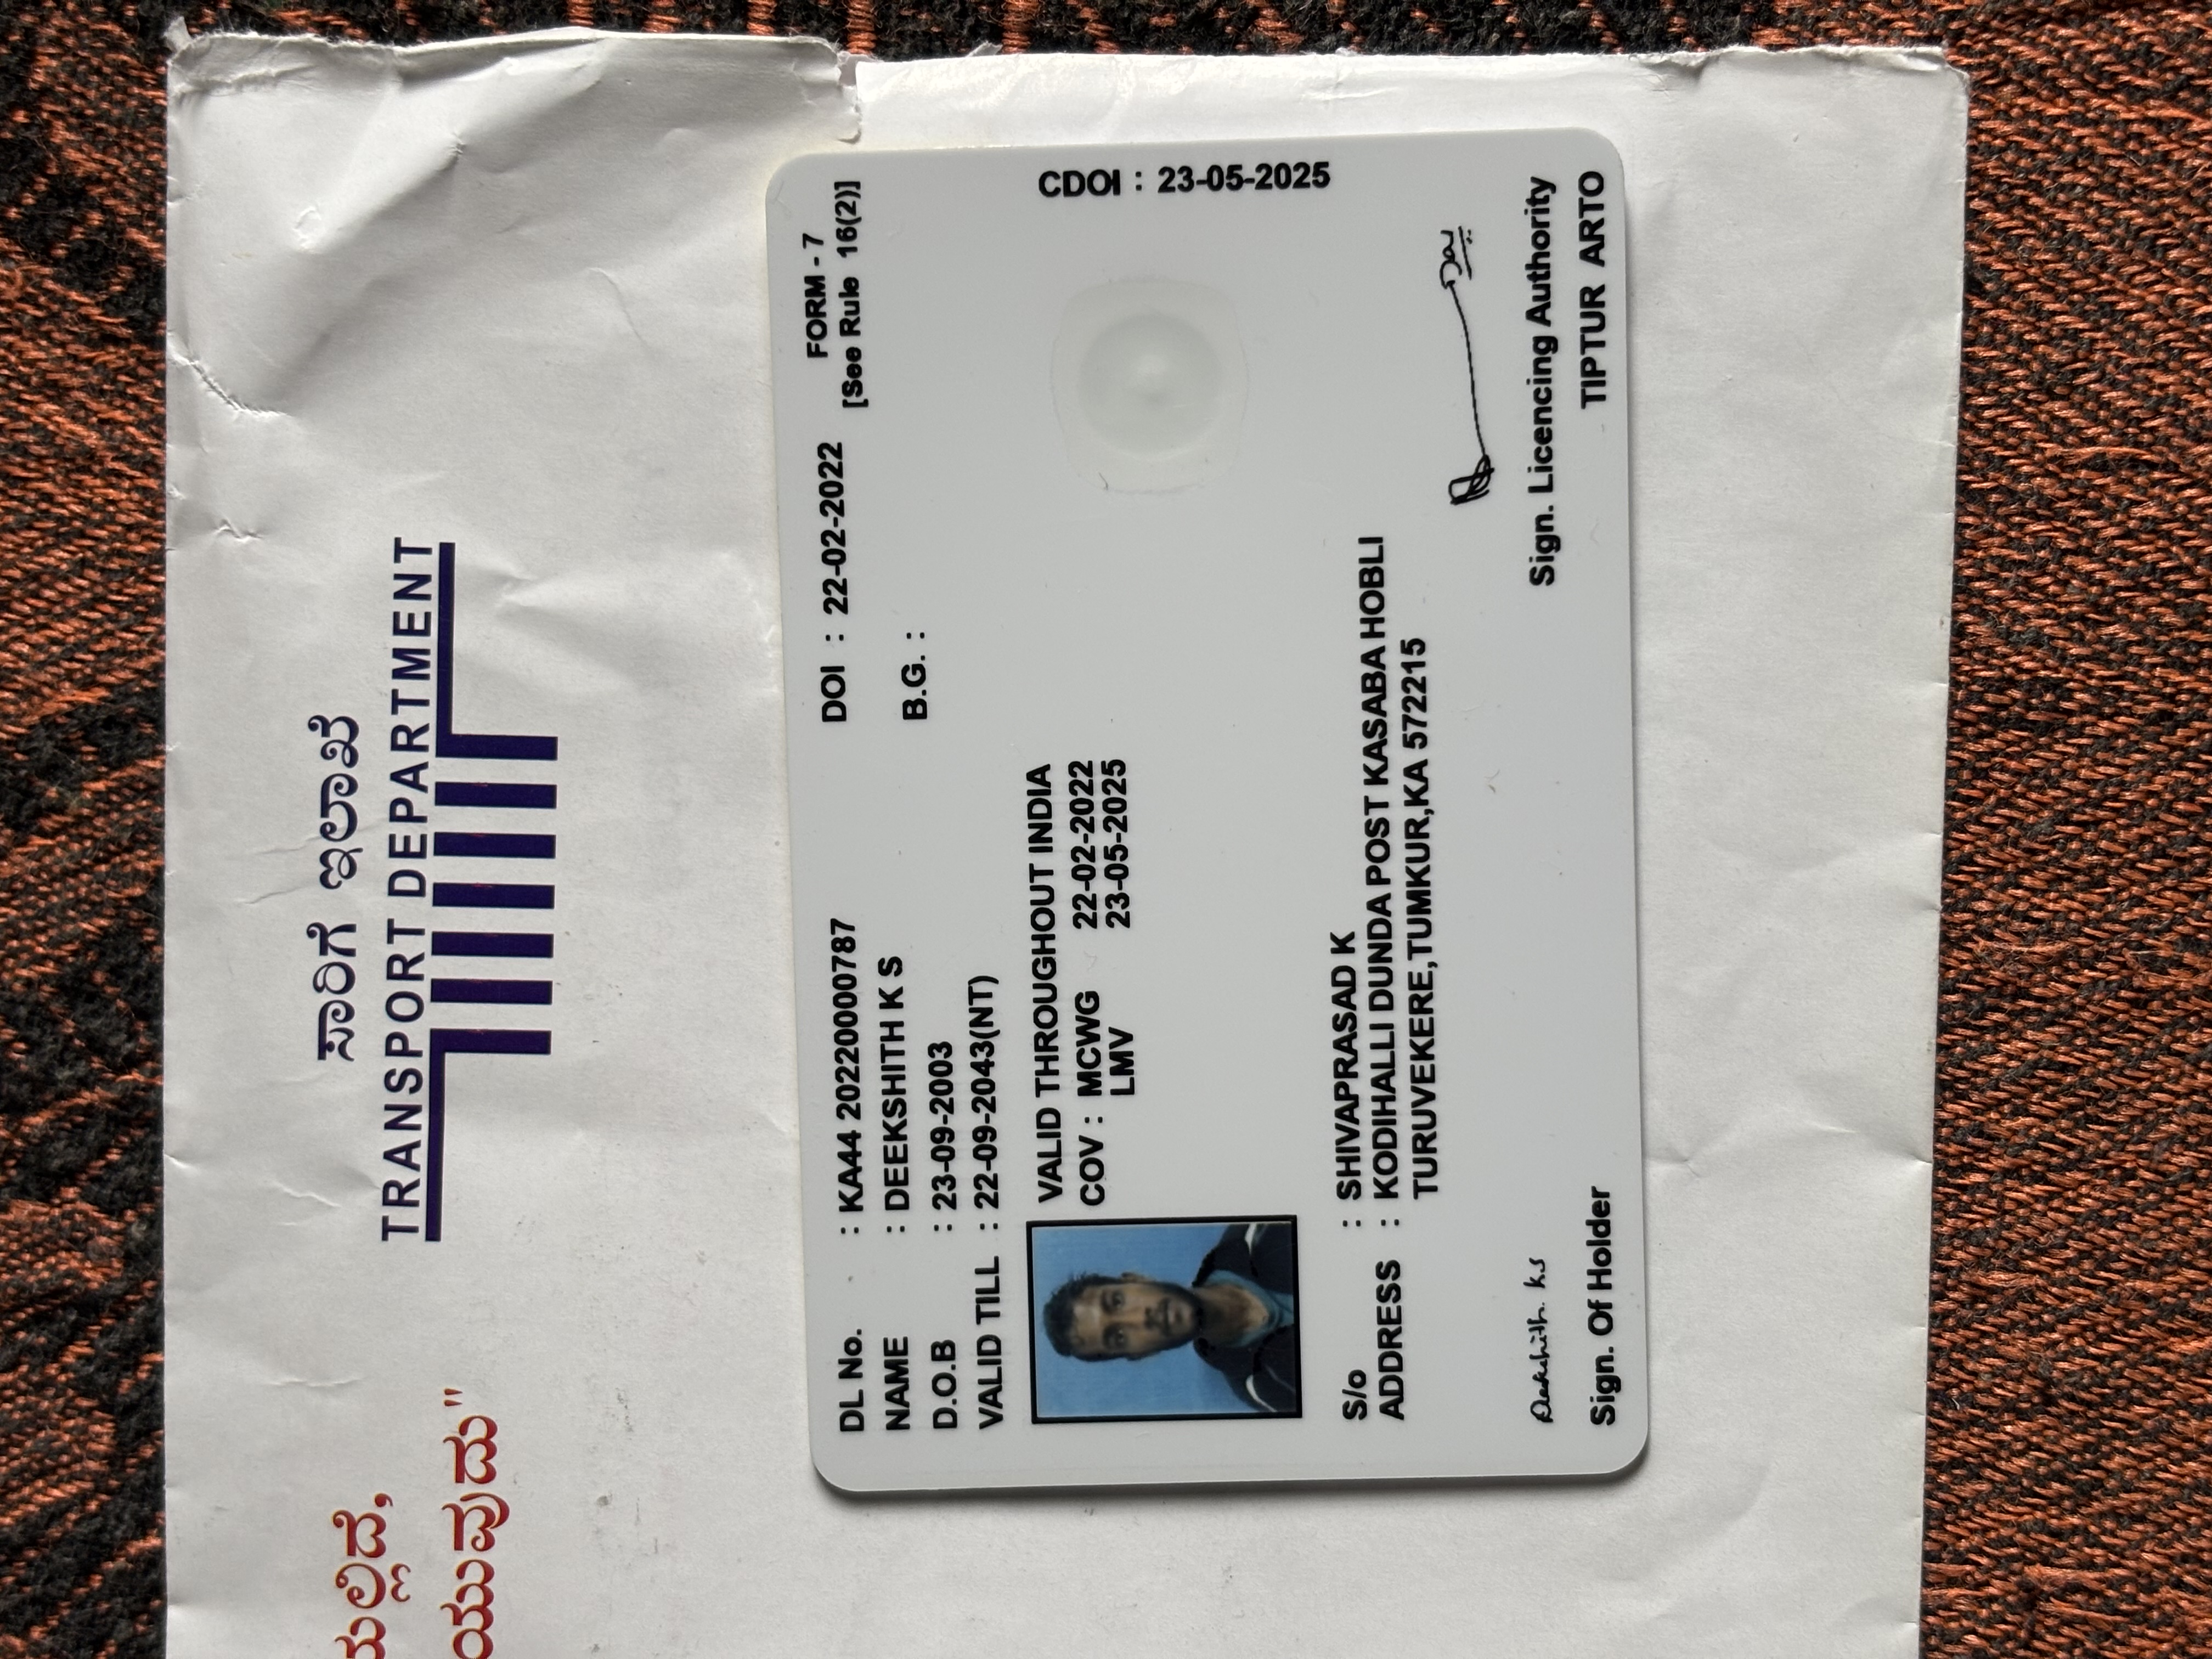 ಸಾರಿಗೆ ಇಲಾಖೆ
TRANSPORT DEPARTMENT
DL No. : KA44 20220000787 DOI : 22-02-2022 FORM - 7
[See Rule 16(2)]
NAME : DEEKSHITH K S B.G. :
D.O.B : 23-09-2003
VALID TILL : 22-09-2043(NT)
VALID THROUGHOUT INDIA CDOI : 23-05-2025
COV : MCWG 22-02-2022
LMV 23-05-2025
S/o : SHIVAPRASAD K
ADDRESS : KODIHALLI DUNDA POST KASABA HOBLI
TURUVEKERE,TUMKUR,KA 572215
Deekshith. K.S
Sign. Licencing Authority
Sign. Of Holder TIPTUR ARTO